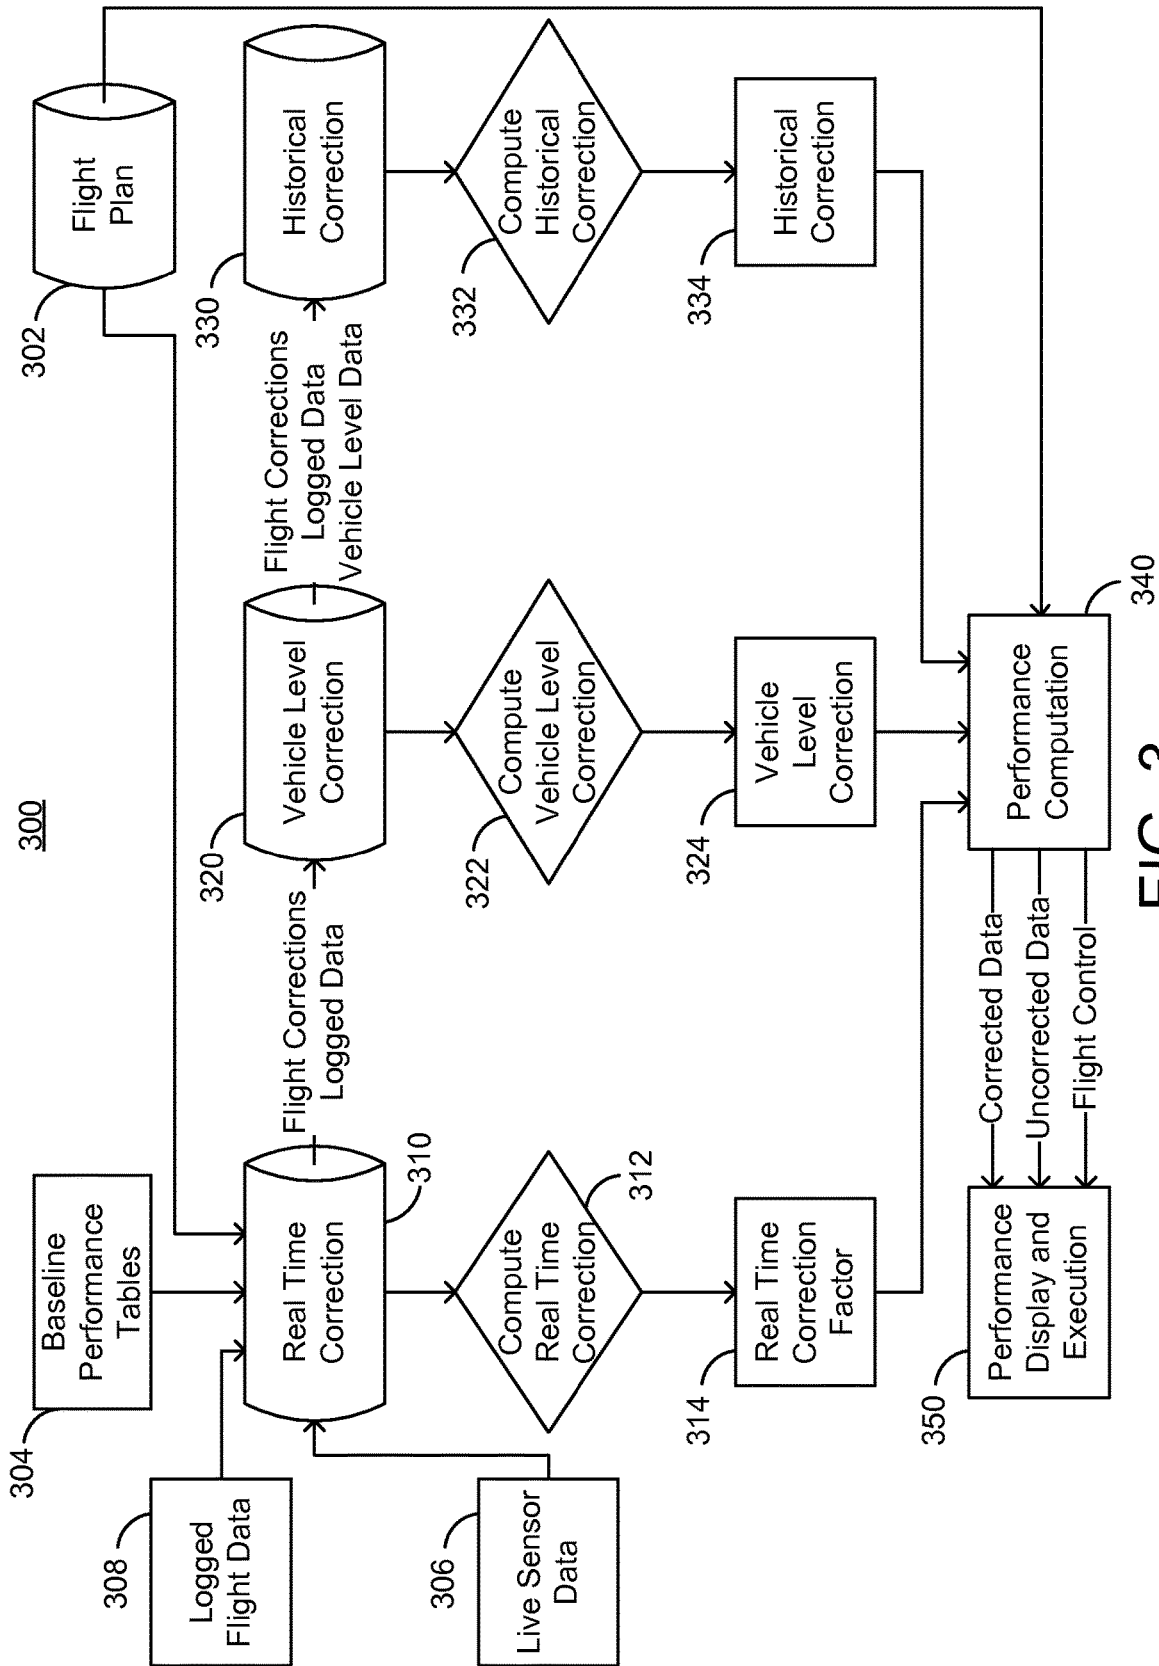 300
302
Flight
Plan
304
Baseline
Performance
Tables
308
Logged
Flight Data
306
Live Sensor
Data
310
Real Time
Correction
Flight Corrections
Logged Data
320
Vehicle Level
Correction
Flight Corrections
Logged Data
Vehicle Level Data
330
Historical
Correction
312
Compute
Real Time
Correction
322
Compute
Vehicle Level
Correction
332
Compute
Historical
Correction
314
Real Time
Correction
Factor
324
Vehicle
Level
Correction
334
Historical
Correction
350
Performance
Display and
Execution
Corrected Data
Uncorrected Data
Flight Control
340
Performance
Computation